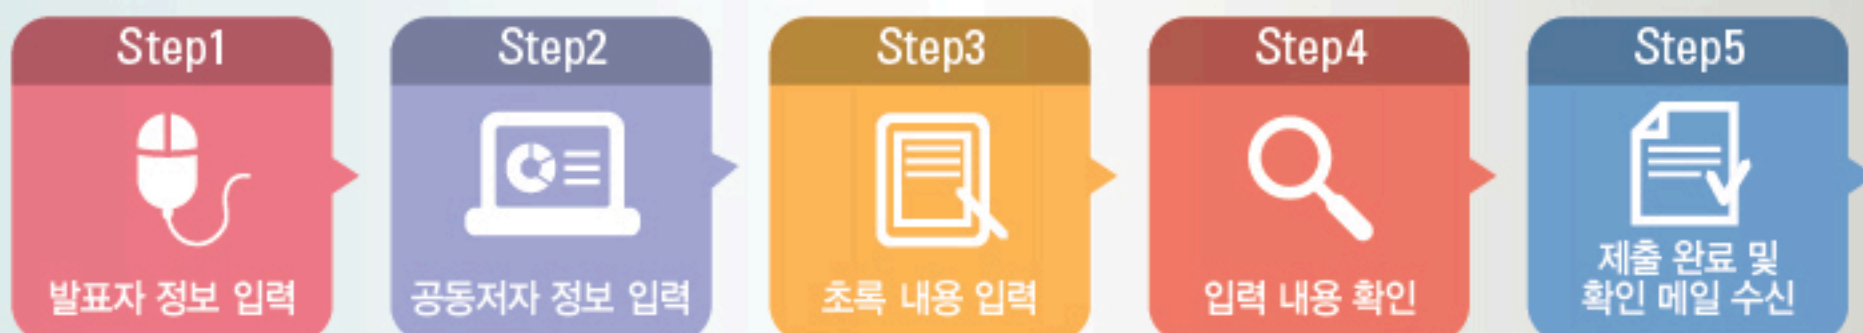 Step1
발표자 정보 입력
Step2
공동저자 정보 입력
Step3
초록 내용 입력
Step4
입력 내용 확인
Step5
제출 완료 및
확인 메일 수신